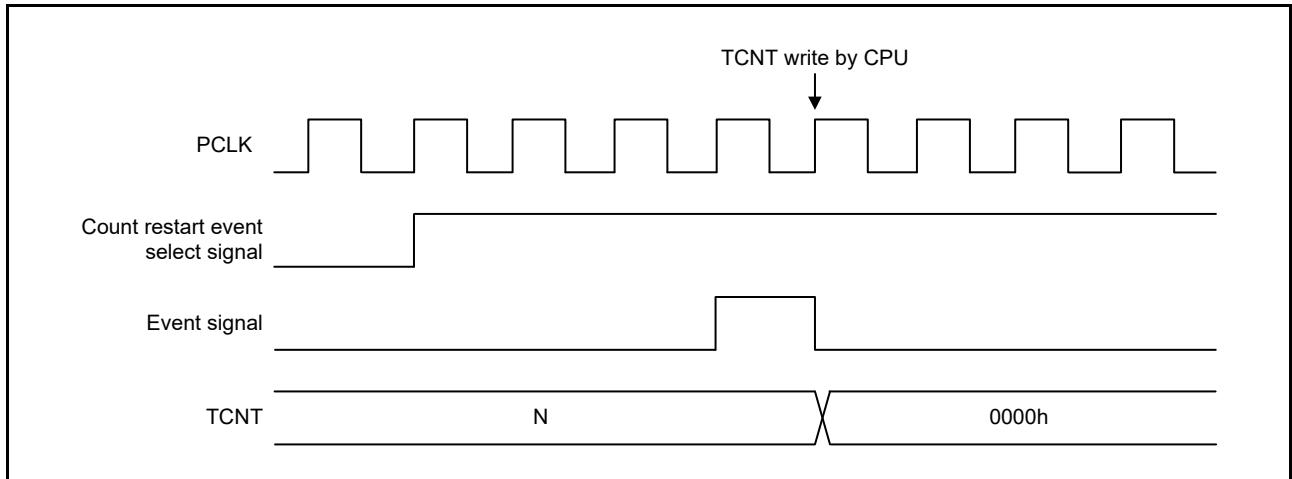 TCNT write by CPU
PCLK
Count restart event
select signal
Event signal
TCNT
N
0000h